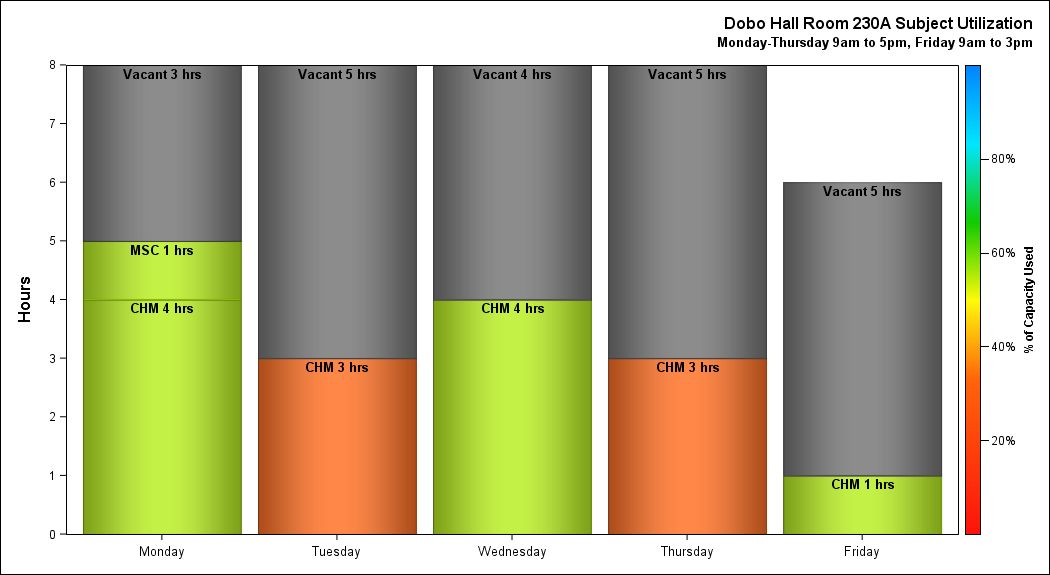 Dobo Hall Room 230A Subject Utilization
Monday-Thursday 9am to 5pm, Friday 9am to 3pm
8
7
6
5
4
3
2
1
0
Hours
Vacant 3 hrs
MSC 1 hrs
CHM 4 hrs
Vacant 5 hrs
CHM 3 hrs
Vacant 4 hrs
CHM 4 hrs
Vacant 5 hrs
CHM 3 hrs
Vacant 5 hrs
CHM 1 hrs
Monday
Tuesday
Wednesday
Thursday
Friday
80%
60%
40%
20%
% of Capacity Used